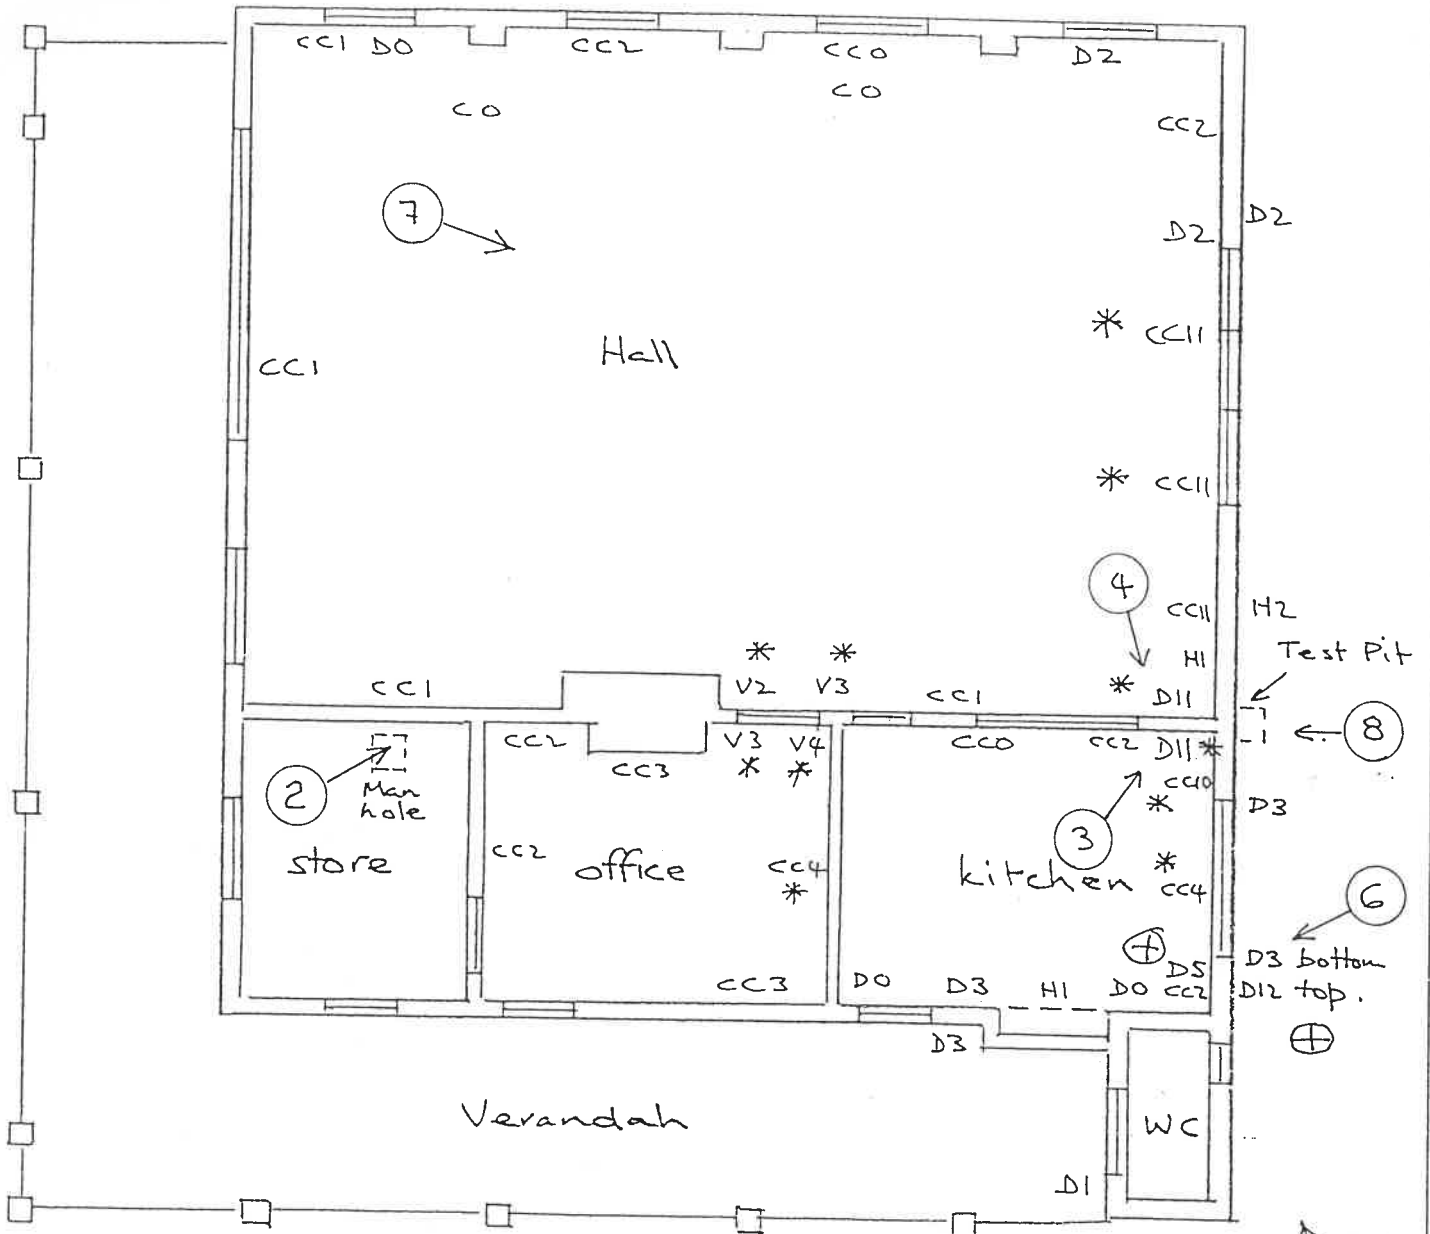 CC1 D0 CC2 CC0 D2
C0 C0
CC2
7
D2 D2
CC11
Hall
CC1
CC11
4
CC11 H2
H1 Test Pit
CC1 V2 V3 CC1 D11
CC2 V3 V4 CC0 CC2 D11 8
CC3
2 Man hole CC10
3 D3
store CC2 office CC4 kitchen CC4
6
CC3 D0 D3 H1 D0 D5 D3 bottom
CC2 D12 top.
D3
Verandah WC
D1